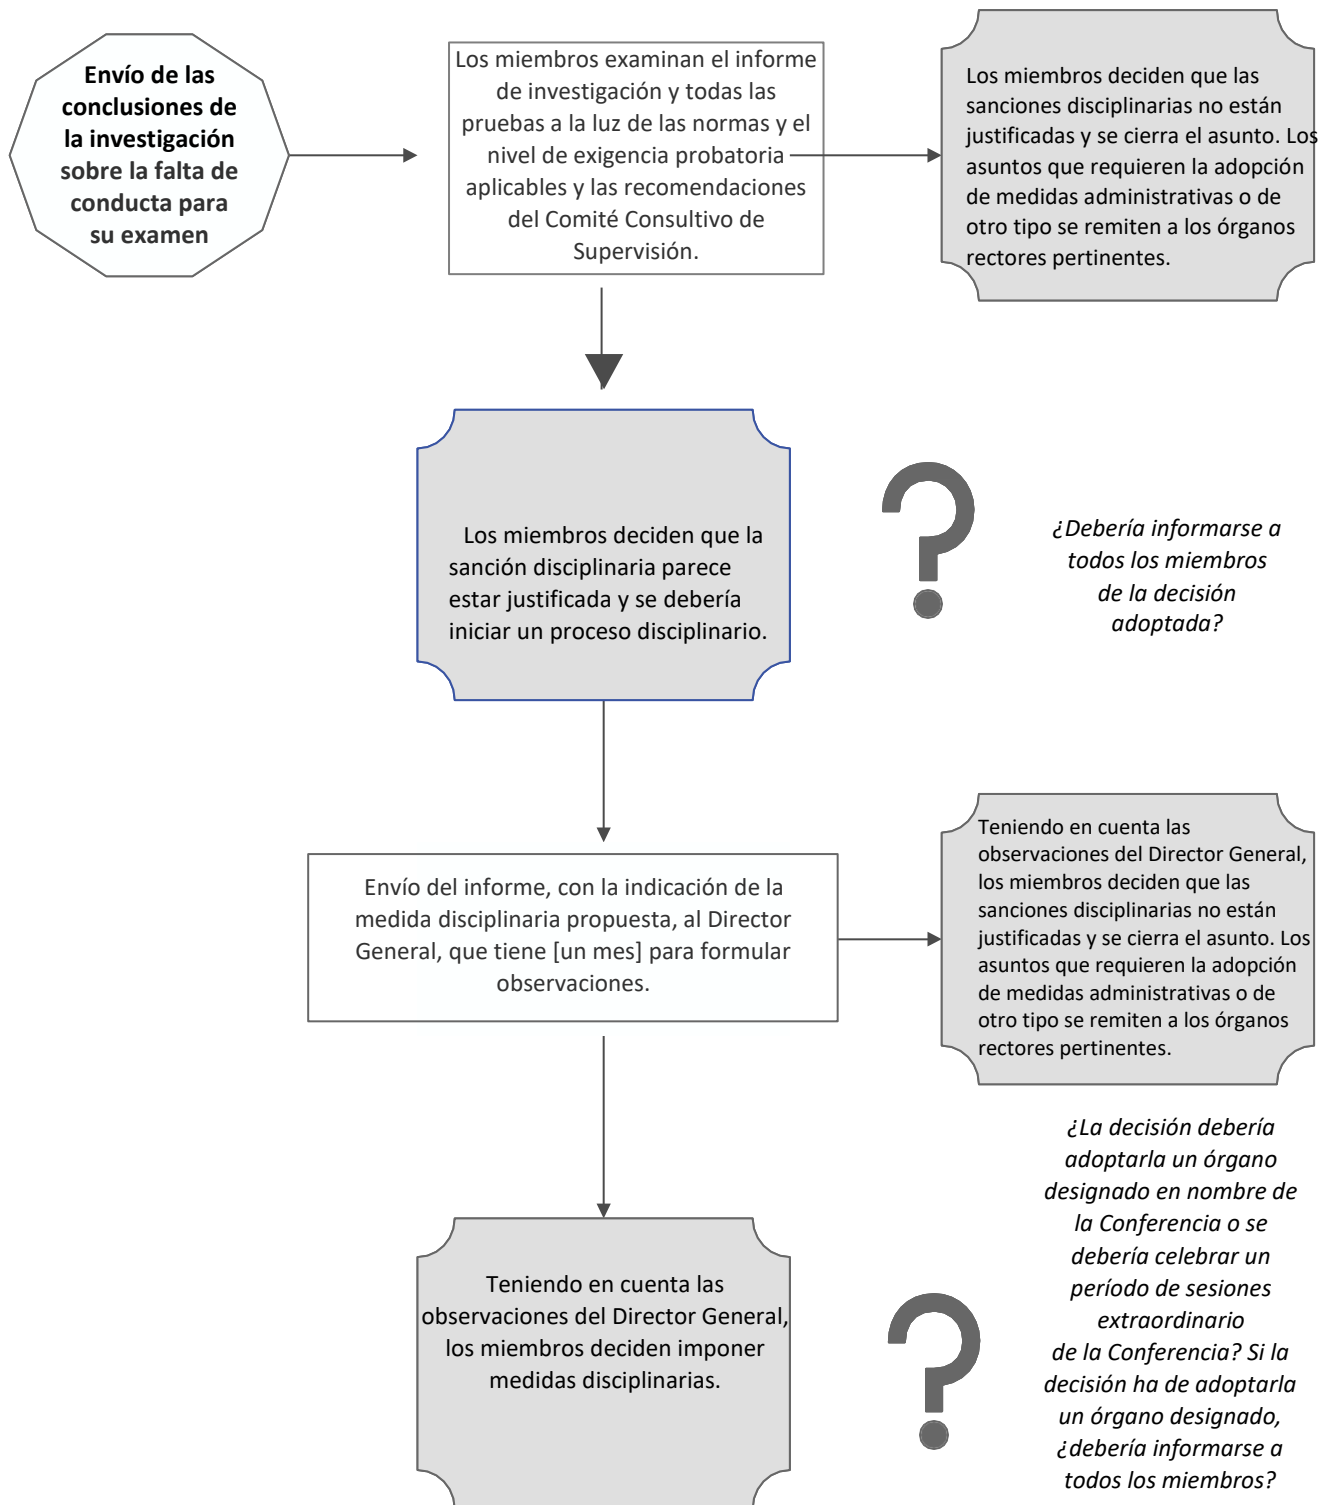 Envío de las
conclusiones de
la investigación
sobre la falta de
conducta para
su examen
Los miembros examinan el informe
de investigación y todas las
pruebas a la luz de las normas y el
nivel de exigencia probatoria
aplicables y las recomendaciones
del Comité Consultivo de
Supervisión.
Los miembros deciden que las
sanciones disciplinarias no están
justificadas y se cierra el asunto. Los
asuntos que requieren la adopción
de medidas administrativas o de
otro tipo se remiten a los órganos
rectores pertinentes.
Los miembros deciden que la
sanción disciplinaria parece
estar justificada y se debería
iniciar un proceso disciplinario.
?
¿Debería informarse a
todos los miembros
de la decisión
adoptada?
Envío del informe, con la indicación de la
medida disciplinaria propuesta, al Director
General, que tiene [un mes] para formular
observaciones.
Teniendo en cuenta las
observaciones del Director General,
los miembros deciden que las
sanciones disciplinarias no están
justificadas y se cierra el asunto. Los
asuntos que requieren la adopción
de medidas administrativas o de
otro tipo se remiten a los órganos
rectores pertinentes.
Teniendo en cuenta las
observaciones del Director General,
los miembros deciden imponer
medidas disciplinarias.
?
¿La decisión debería
adoptarla un órgano
designado en nombre de
la Conferencia o se
debería celebrar un
período de sesiones
extraordinario
de la Conferencia? Si la
decisión ha de adoptarla
un órgano designado,
¿debería informarse a
todos los miembros?